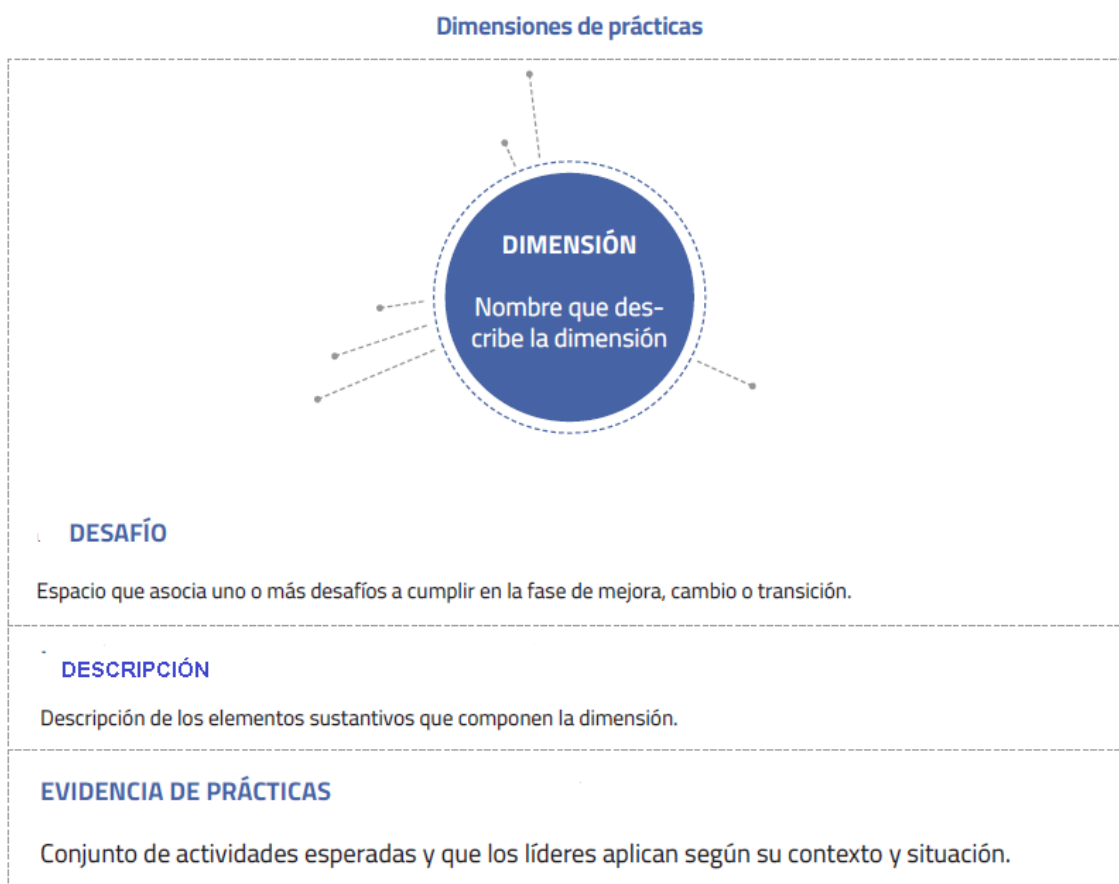 Dimensiones de prácticas
DIMENSIÓN
Nombre que des-
cribe la dimensión
DESAFÍO
Espacio que asocia uno o más desafíos a cumplir en la fase de mejora, cambio o transición.
DESCRIPCIÓN
Descripción de los elementos sustantivos que componen la dimensión.
EVIDENCIA DE PRÁCTICAS
Conjunto de actividades esperadas y que los líderes aplican según su contexto y situación.